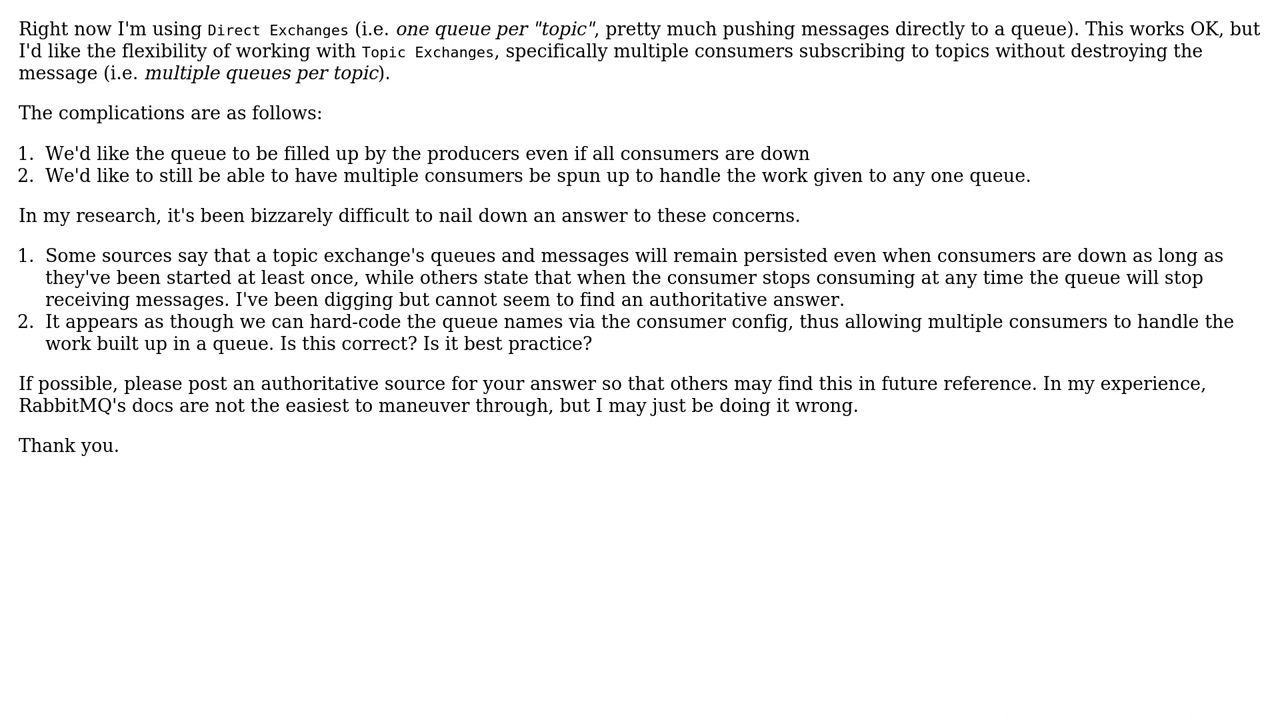 Right now I'm using Direct Exchanges (i.e. one queue per "topic", pretty much pushing messages directly to a queue). This works OK, but
I'd like the flexibility of working with Topic Exchanges, specifically multiple consumers subscribing to topics without destroying the
message (i.e. multiple queues per topic).
The complications are as follows:
1. We'd like the queue to be filled up by the producers even if all consumers are down
2. We'd like to still be able to have multiple consumers be spun up to handle the work given to any one queue.
In my research, it's been bizzarely difficult to nail down an answer to these concerns.
1. Some sources say that a topic exchange's queues and messages will remain persisted even when consumers are down as long as
they've been started at least once, while others state that when the consumer stops consuming at any time the queue will stop
receiving messages. I've been digging but cannot seem to find an authoritative answer.
2. It appears as though we can hard-code the queue names via the consumer config, thus allowing multiple consumers to handle the
work built up in a queue. Is this correct? Is it best practice?
If possible, please post an authoritative source for your answer so that others may find this in future reference. In my experience,
RabbitMQ's docs are not the easiest to maneuver through, but I may just be doing it wrong.
Thank you.